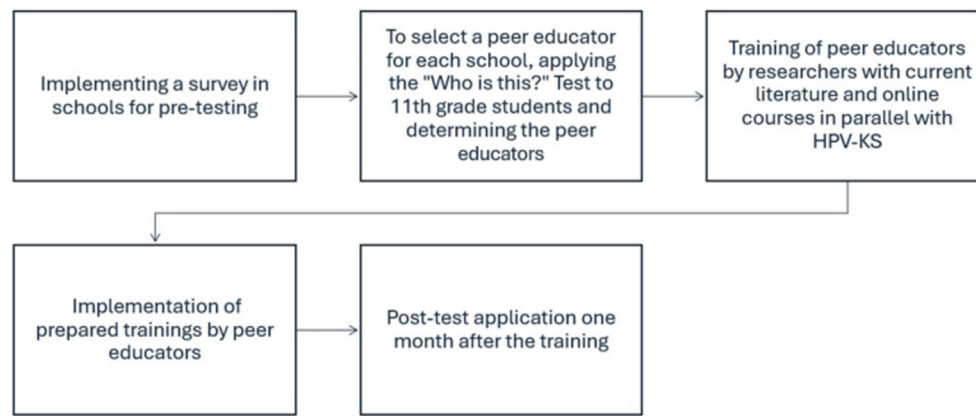 Implementing a survey in
schools for pre-testing
To select a peer educator
for each school, applying
the "Who is this?" Test to
11th grade students and
determining the peer
educators
Training of peer educators
by researchers with current
literature and online
courses in parallel with
HPV-KS
Implementation of
prepared trainings by peer
educators
Post-test application one
month after the training